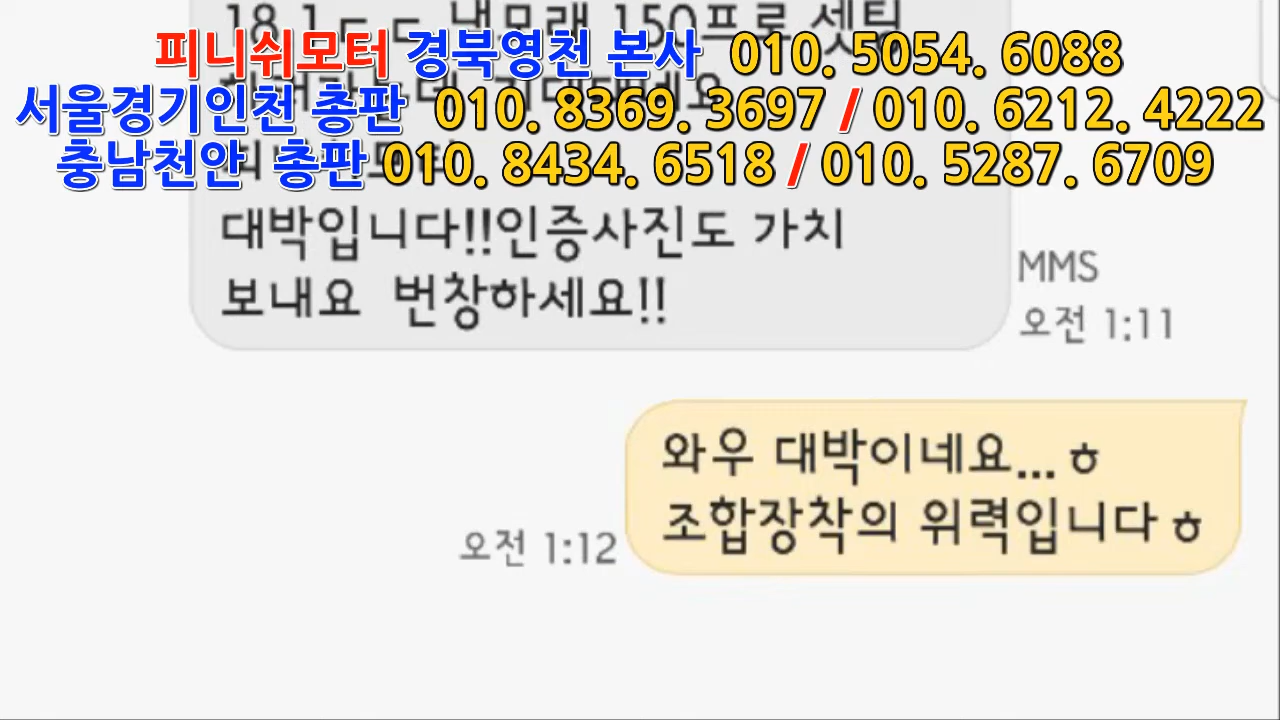 피니쉬모터 경북영천 본사 010. 5054. 6088
서울경기인천 총판 010. 8369. 3697 / 010. 6212. 4222
충남천안 총판 010. 8434. 6518 / 010. 5287. 6709
대박입니다!!인증사진도 가치
보내요 번창하세요!!
MMS
오전 1:11
와우 대박이네요...ㅎ
조합장착의 위력입니다ㅎ
오전 1:12